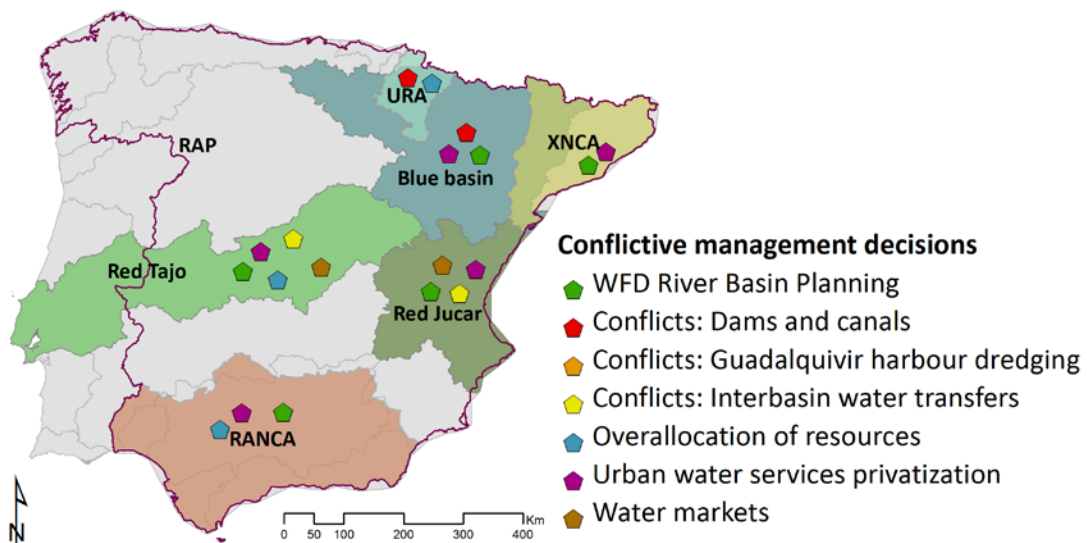 URA
RAP
XNCA
Blue basin
Red Tajo
Red Jucar
RANCA
Conflictive management decisions
WFD River Basin Planning
Conflicts: Dams and canals
Conflicts: Guadalquivir harbour dredging
Conflicts: Interbasin water transfers
Overallocation of resources
Urban water services privatization
Water markets
N
Km
0 50 100 200 300 400